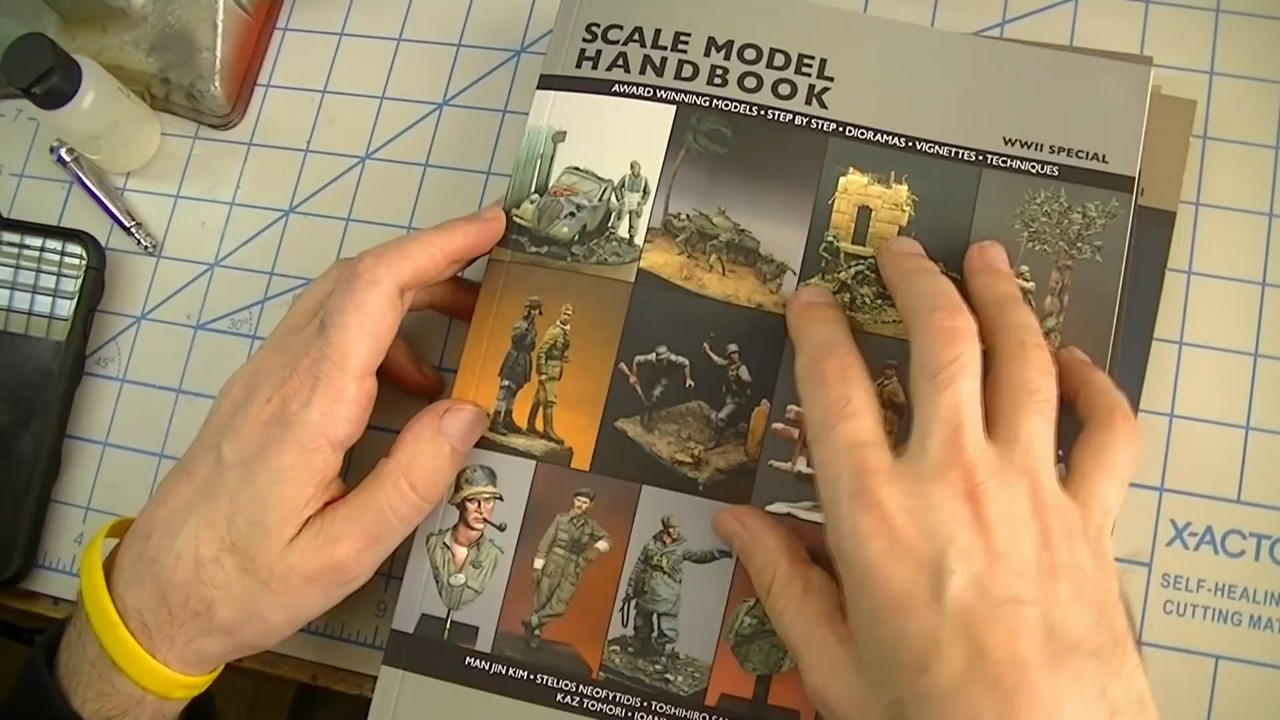 SCALE MODEL
HANDBOOK
AWARD WINNING MODELS • STEP BY STEP • DIORAMAS • VIGNETTES • TECHNIQUES
WWII SPECIAL
MAN JIN KIM • STELIOS NEOFYTIDIS • TOSHIHIRO
KAZ TOMORI •
X-ACTO
SELF-HEALIN
CUTTING MAT
30°
45°
7
4
9